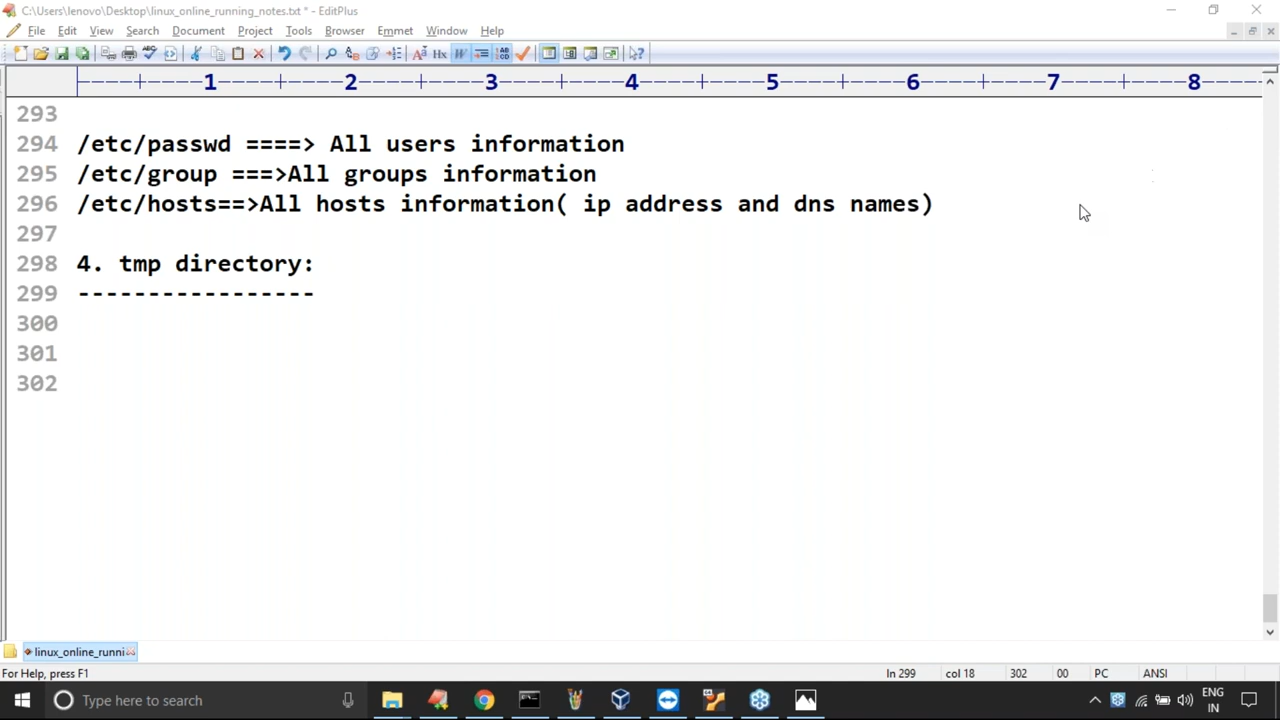 C:\Users\lenovo\Desktop\linux_online_running_notes.txt * - EditPlus
File Edit View Search Document Project Tools Browser Emmet Window Help
----+----1----+----2----+----3----+----4----+----5----+----6----+----7----+----8----+-
293
294 /etc/passwd ====> All users information
295 /etc/group ===>All groups information
296 /etc/hosts==>All hosts information( ip address and dns names)
297
298 4. tmp directory:
299 -----------------
300
301
302
linux_online_runni
For Help, press F1 ln 299 col 18 302 00 PC ANSI
Type here to search
ENG
IN